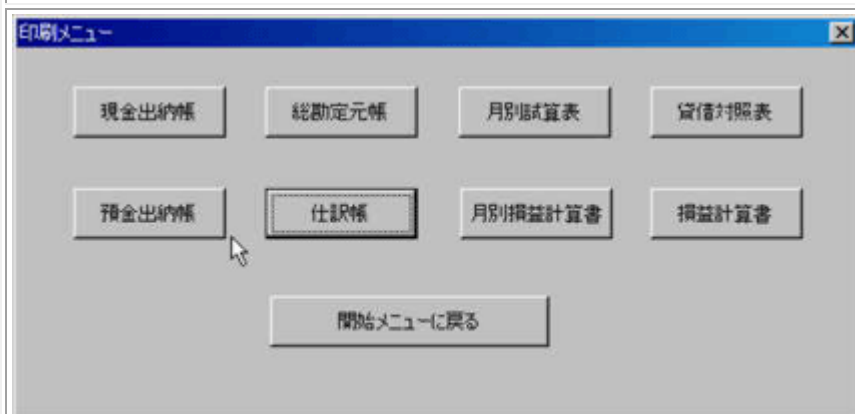 印刷メニュー
現金出納帳 総勘定元帳 月別試算表 貸借対照表
預金出納帳 仕訳帳 月別損益計算書 損益計算書
開始メニューに戻る